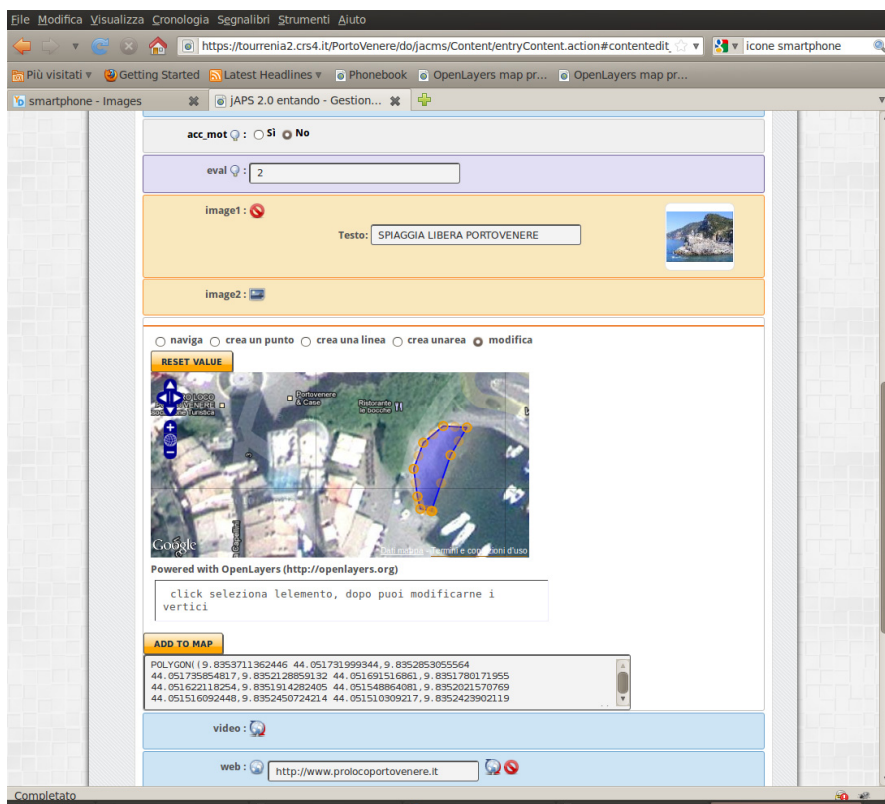 File Modifica Visualizza Cronologia Segnalibri Strumenti Aiuto
https://tourrenia2.crs4.it/PortoVenere/do/jacms/Content/entryContent.action#contentedit_ icone smartphone
Più visitati Getting Started Latest Headlines Phonebook OpenLayers map pr... OpenLayers map pr...
smartphone - Images jAPS 2.0 entando - Gestion...
acc_mot : Sì No
eval : 2
image1 :
Testo: SPIAGGIA LIBERA PORTOVENERE
image2 :
naviga crea un punto crea una linea crea unarea modifica
RESET VALUE
Portovenere
& Case
Ristorante
le bocche
Google
Termini e condizioni d'uso
Powered with OpenLayers (http://openlayers.org)
click seleziona lelemento, dopo puoi modificarne i
vertici
ADD TO MAP
POLYGON((9.8353711362446 44.051731999344,9.8352853055564
44.051735854817,9.8352128859132 44.051691516861,9.8351780171955
44.051622118254,9.8351914282405 44.051548864081,9.8352021570769
44.051516092448,9.8352450724214 44.051510309217,9.8352423902119
video :
web : http://www.prolocoportovenere.it
Completato